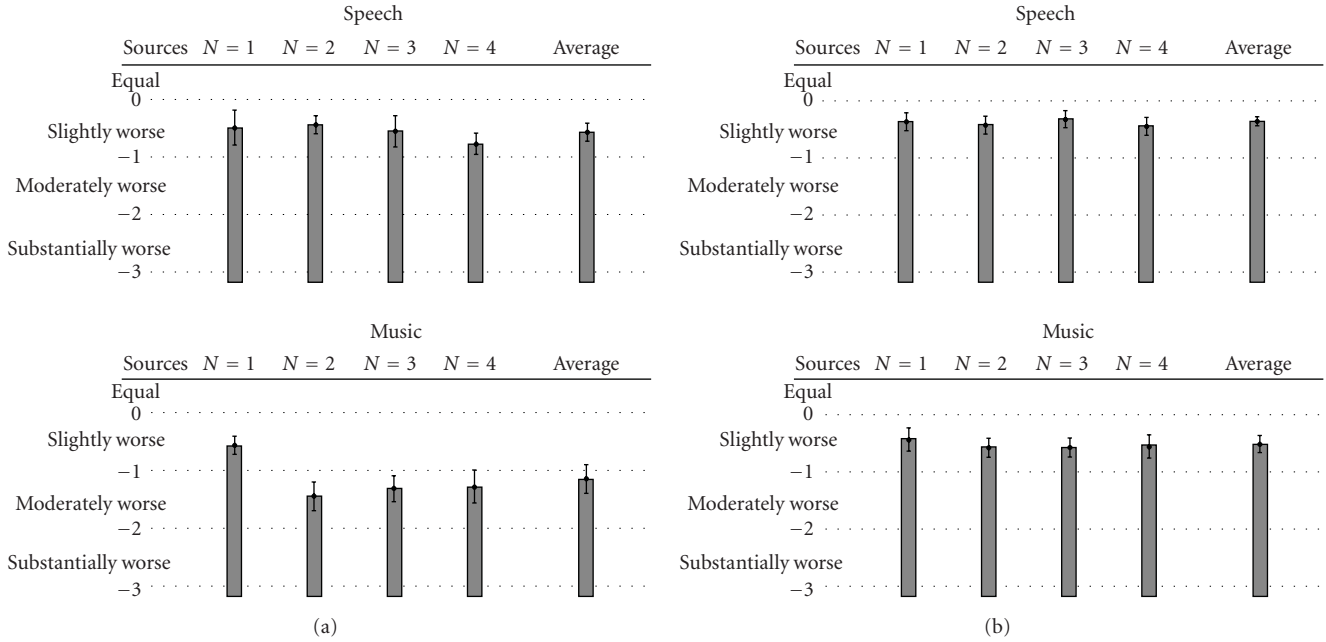 Speech
Sources N = 1 N = 2 N = 3 N = 4 Average
Equal
0
Slightly worse
−1
Moderately worse
−2
Substantially worse
−3
Music
Sources N = 1 N = 2 N = 3 N = 4 Average
Equal
0
Slightly worse
−1
Moderately worse
−2
Substantially worse
−3
(a)
Speech
Sources N = 1 N = 2 N = 3 N = 4 Average
Equal
0
Slightly worse
−1
Moderately worse
−2
Substantially worse
−3
Music
Sources N = 1 N = 2 N = 3 N = 4 Average
Equal
0
Slightly worse
−1
Moderately worse
−2
Substantially worse
−3
(b)